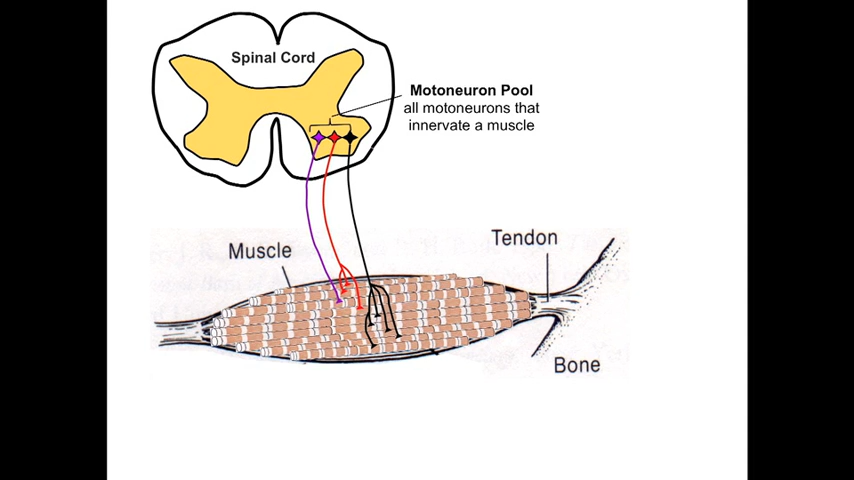 Spinal Cord
Motoneuron Pool
all motoneurons that
innervate a muscle
Muscle
Tendon
Bone